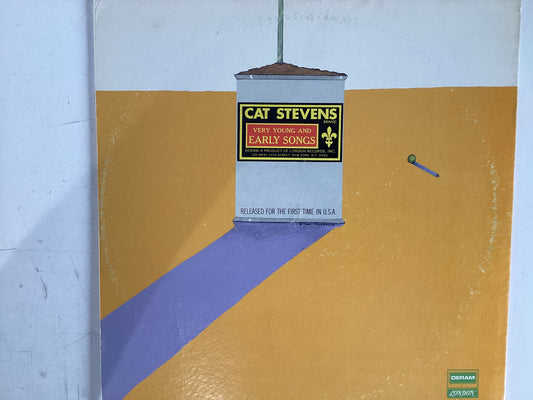 CAT STEVENS
BRAND
VERY YOUNG AND
EARLY SONGS
DERAM: A PRODUCT OF LONDON RECORDS, INC.
RELEASED FOR THE FIRST TIME IN U.S.A.
DERAM
LONDON